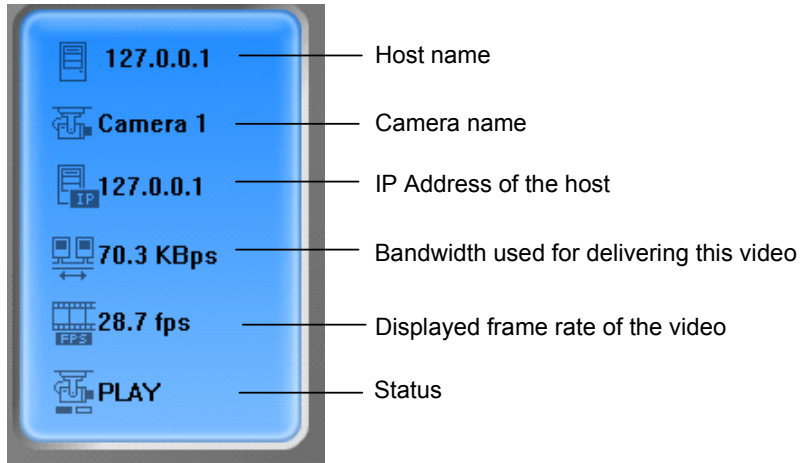 127.0.0.1 Host name
Camera 1 Camera name
IP 127.0.0.1 IP Address of the host
70.3 KBps Bandwidth used for delivering this video
28.7 fps Displayed frame rate of the video
FPS
PLAY Status